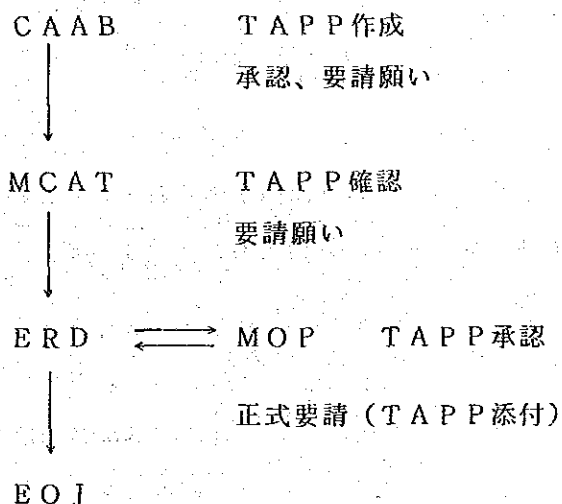 CAAB TAPP作成
承認、要請願い
MCAT TAPP確認
要請願い
ERD MOP TAPP承認
正式要請(TAPP添付)
EOJ